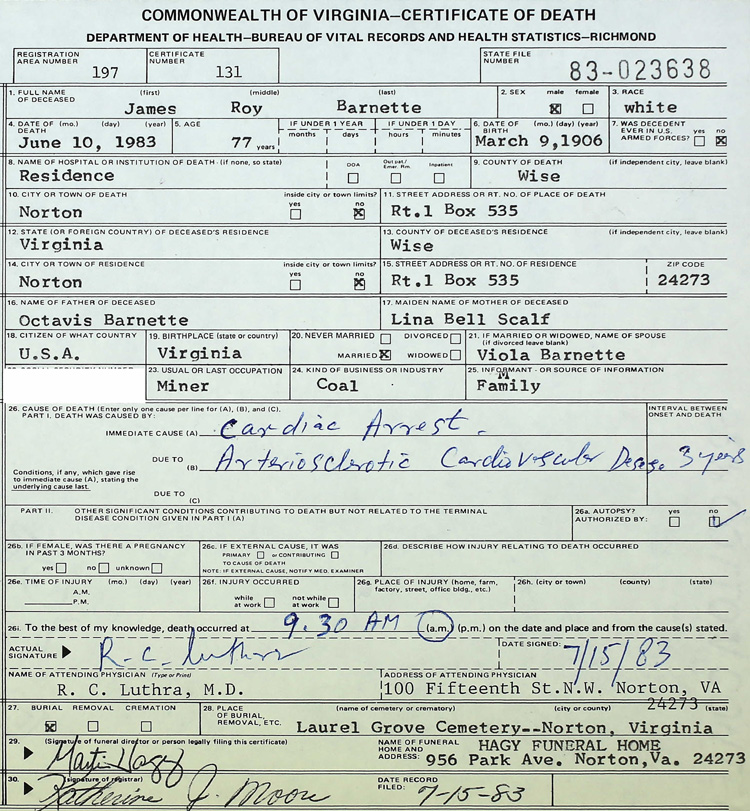 COMMONWEALTH OF VIRGINIA—CERTIFICATE OF DEATH
DEPARTMENT OF HEALTH—BUREAU OF VITAL RECORDS AND HEALTH STATISTICS—RICHMOND
REGISTRATION AREA NUMBER 197 CERTIFICATE NUMBER 131 STATE FILE NUMBER 83-023638
1. FULL NAME OF DECEASED (first) (middle) (last) 2. SEX male female 3. RACE
James Roy Barnette white
4. DATE OF DEATH (mo.) (day) (year) 5. AGE IF UNDER 1 YEAR IF UNDER 1 DAY 6. DATE OF BIRTH (mo.) (day) (year) 7. WAS DECEDENT EVER IN U.S. ARMED FORCES? yes no
months days hours minutes
June 10, 1983 77 years March 9,1906
8. NAME OF HOSPITAL OR INSTITUTION OF DEATH (if none, so state) DOA Out pat./ Emer. Rm. Inpatient 9. COUNTY OF DEATH (if independent city, leave blank)
Residence Wise
10. CITY OR TOWN OF DEATH inside city or town limits? yes no 11. STREET ADDRESS OR RT. NO. OF PLACE OF DEATH
Norton Rt.1 Box 535
12. STATE (OR FOREIGN COUNTRY) OF DECEASED'S RESIDENCE 13. COUNTY OF DECEASED'S RESIDENCE (if independent city, leave blank)
Virginia Wise
14. CITY OR TOWN OF RESIDENCE inside city or town limits? yes no 15. STREET ADDRESS OR RT. NO. OF RESIDENCE ZIP CODE
Norton Rt.1 Box 535 24273
16. NAME OF FATHER OF DECEASED 17. MAIDEN NAME OF MOTHER OF DECEASED
Octavis Barnette Lina Bell Scalf
18. CITIZEN OF WHAT COUNTRY 19. BIRTHPLACE (state or country) 20. NEVER MARRIED DIVORCED 21. IF MARRIED OR WIDOWED, NAME OF SPOUSE (if divorced leave blank)
U.S.A. Virginia MARRIED WIDOWED Viola Barnette
23. USUAL OR LAST OCCUPATION 24. KIND OF BUSINESS OR INDUSTRY 25. INFORMANT - OR SOURCE OF INFORMATION
Miner Coal Family
26. CAUSE OF DEATH (Enter only one cause per line for (A), (B), and (C). INTERVAL BETWEEN ONSET AND DEATH
PART I. DEATH WAS CAUSED BY:
IMMEDIATE CAUSE (A) Cardiac Arrest.
DUE TO (B) Arteriosclerotic Cardiovascular 3 years
Conditions, if any, which gave rise to immediate cause (A), stating the underlying cause last.
DUE TO (C)
PART II. OTHER SIGNIFICANT CONDITIONS CONTRIBUTING TO DEATH BUT NOT RELATED TO THE TERMINAL DISEASE CONDITION GIVEN IN PART I (A) 26a. AUTOPSY? AUTHORIZED BY: yes no
26b. IF FEMALE, WAS THERE A PREGNANCY IN PAST 3 MONTHS? 26c. IF EXTERNAL CAUSE, IT WAS 26d. DESCRIBE HOW INJURY RELATING TO DEATH OCCURRED
yes no unknown PRIMARY or CONTRIBUTING TO CAUSE OF DEATH
NOTE: IF EXTERNAL CAUSE, NOTIFY MED. EXAMINER
26e. TIME OF INJURY (mo.) (day) (year) 26f. INJURY OCCURRED 26g. PLACE OF INJURY (home, farm, factory, street, office bldg., etc.) 26h. (city or town) (county) (state)
A.M. P.M. while at work not while at work
26i. To the best of my knowledge, death occurred at 9.30 AM (a.m.) (p.m.) on the date and place and from the cause(s) stated.
ACTUAL SIGNATURE R.C. Luthra DATE SIGNED: 7/15/83
NAME OF ATTENDING PHYSICIAN (Type or Print) ADDRESS OF ATTENDING PHYSICIAN
R. C. Luthra, M.D. 100 Fifteenth St.N.W. Norton, VA 24273
27. BURIAL REMOVAL CREMATION 28. PLACE OF BURIAL, REMOVAL, ETC. (name of cemetery or crematory) (city or county) (state)
Laurel Grove Cemetery--Norton, Virginia
29. (Signature of funeral director or person legally filing this certificate) NAME OF FUNERAL HOME AND ADDRESS: HAGY FUNERAL HOME
Martin Hagy 956 Park Ave. Norton,Va. 24273
30. (signature of registrar) DATE RECORD FILED: 7-15-83
Katherine J. Moore